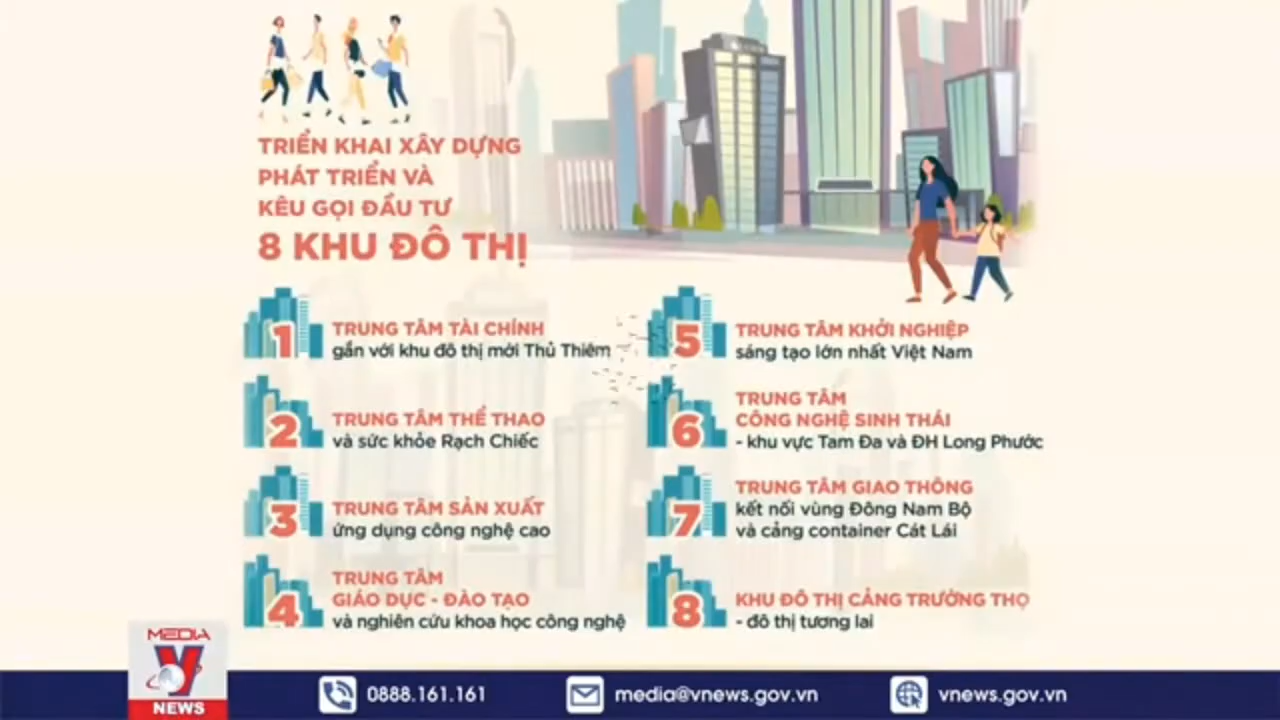 TRIỂN KHAI XÂY DỰNG
PHÁT TRIỂN VÀ
KÊU GỌI ĐẦU TƯ
8 KHU ĐÔ THỊ
1
TRUNG TÂM TÀI CHÍNH
gắn với khu đô thị mới Thủ Thiêm
2
TRUNG TÂM THỂ THAO
và sức khỏe Rạch Chiếc
3
TRUNG TÂM SẢN XUẤT
ứng dụng công nghệ cao
4
TRUNG TÂM
GIÁO DỤC - ĐÀO TẠO
và nghiên cứu khoa học công nghệ
5
TRUNG TÂM KHỞI NGHIỆP
sáng tạo lớn nhất Việt Nam
6
TRUNG TÂM
CÔNG NGHỆ SINH THÁI
- khu vực Tam Đa và ĐH Long Phước
7
TRUNG TÂM GIAO THÔNG
kết nối vùng Đông Nam Bộ
và cảng container Cát Lái
8
KHU ĐÔ THỊ CẢNG TRƯỜNG THỌ
- đô thị tương lai
MEDIA
V
NEWS
0888.161.161
media@vnews.gov.vn
vnews.gov.vn